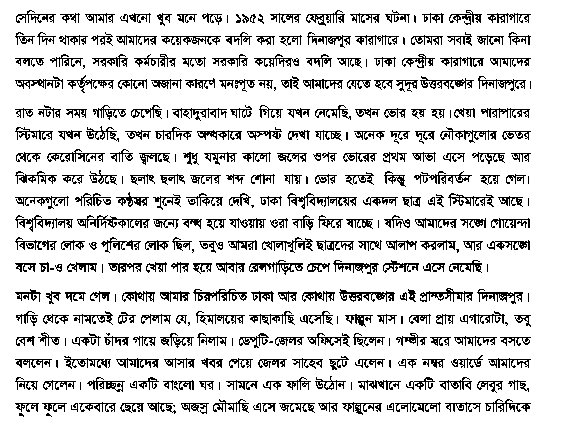 সেদিনের কথা আমার এখনো খুব মনে পড়ে। ১৯৫২ সালের ফেব্রুয়ারি মাসের ঘটনা। ঢাকা কেন্দ্রীয় কারাগারে
তিন দিন থাকার পরই আমাদের কয়েকজনকে বদলি করা হলো দিনাজপুর কারাগারে। তোমরা সবাই জানো কিনা
বলতে পারিনে, সরকারি কর্মচারীর মতো সরকারি কয়েদিরও বদলি আছে। ঢাকা কেন্দ্রীয় কারাগারে আমাদের
অবস্থানটা কর্তৃপক্ষের কোনো অজানা কারণে মনঃপূত নয়, তাই আমাদের যেতে হবে সুদূর উত্তরবঙ্গের দিনাজপুরে।
রাত নটার সময় গাড়িতে চেপেছি। বাহাদুরাবাদ ঘাটে গিয়ে যখন নেমেছি, তখন ভোর হয় হয়। খেয়া পারাপারের
স্টিমারে যখন উঠেছি, তখন চারদিক অন্ধকারে অস্পষ্ট দেখা যাচ্ছে। অনেক দূরে দূরে নৌকাগুলোর ভেতর
থেকে কেরোসিনের বাতি জ্বলছে। শুধু যমুনার কালো জলের ওপর ভোরের প্রথম আভা এসে পড়েছে আর
ঝিকমিক করে উঠছে। ছলাৎ ছলাৎ জলের শব্দ শোনা যায়। ভোর হতেই কিন্তু পটপরিবর্তন হয়ে গেল।
অনেকগুলো পরিচিত কণ্ঠস্বর শুনেই তাকিয়ে দেখি, ঢাকা বিশ্ববিদ্যালয়ের একদল ছাত্র এই স্টিমারেই আছে।
বিশ্ববিদ্যালয় অনির্দিষ্টকালের জন্যে বন্ধ হয়ে যাওয়ায় ওরা বাড়ি ফিরে যাচ্ছে। যদিও আমাদের সঙ্গে গোয়েন্দা
বিভাগের লোক ও পুলিশের লোক ছিল, তবুও আমরা খোলাখুলিই ছাত্রদের সাথে আলাপ করলাম, আর একসঙ্গে
বসে চা-ও খেলাম। তারপর খেয়া পার হয়ে আবার রেলগাড়িতে চেপে দিনাজপুর স্টেশনে এসে নেমেছি।
মনটা খুব দমে গেল। কোথায় আমার চিরপরিচিত ঢাকা আর কোথায় উত্তরবঙ্গের এই প্রান্তসীমার দিনাজপুর।
গাড়ি থেকে নামতেই টের পেলাম যে, হিমালয়ের কাছাকাছি এসেছি। ফাল্গুন মাস। বেলা প্রায় এগারোটা, তবু
বেশ শীত। একটা চাঁদর গায়ে জড়িয়ে নিলাম। ডেপুটি-জেলর অফিসেই ছিলেন। গম্ভীর স্বরে আমাদের বসতে
বললেন। ইতোমধ্যে আমাদের আসার খবর পেয়ে জেলর সাহেব ছুটে এলেন। এক নম্বর ওয়ার্ডে আমাদের
নিয়ে গেলেন। পরিচ্ছন্ন একটি বাংলো ঘর। সামনে এক ফালি উঠোন। মাঝখানে একটি বাতাবি লেবুর গাছ,
ফুলে ফুলে একেবারে ছেয়ে আছে; অজস্র মৌমাছি এসে জমেছে আর ফাল্গুনের এলোমেলো বাতাসে চারিদিকে